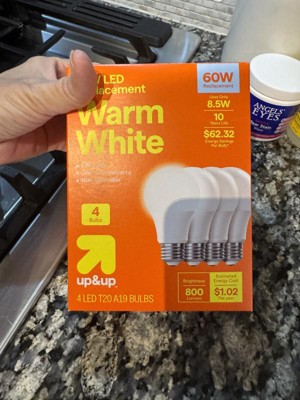 LED
60W
Replacement
Replacement
Uses Only
8.5W
Warm
White
10
Years Life
$62.32
Energy Savings
Per Bulb*
4
Bulbs
up&up
4 LED T20 A19 BULBS
Brightness
800
Lumens
Estimated
Energy Cost
$1.02
Per year
ANGELS'
EYES